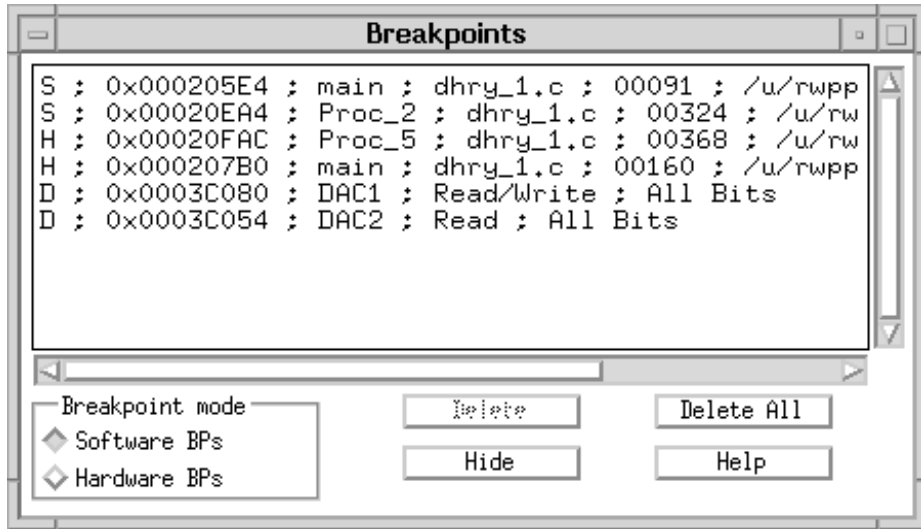 Breakpoints
S ; 0x000205E4 ; main ; dhry_1.c ; 00091 ; /u/rwpp
S ; 0x00020EA4 ; Proc_2 ; dhry_1.c ; 00324 ; /u/rw
H ; 0x00020FAC ; Proc_5 ; dhry_1.c ; 00368 ; /u/rw
H ; 0x000207B0 ; main ; dhry_1.c ; 00160 ; /u/rwpp
D ; 0x0003C080 ; DAC1 ; Read/Write ; All Bits
D ; 0x0003C054 ; DAC2 ; Read ; All Bits
Breakpoint mode
Software BPs
Hardware BPs
Delete
Delete All
Hide
Help